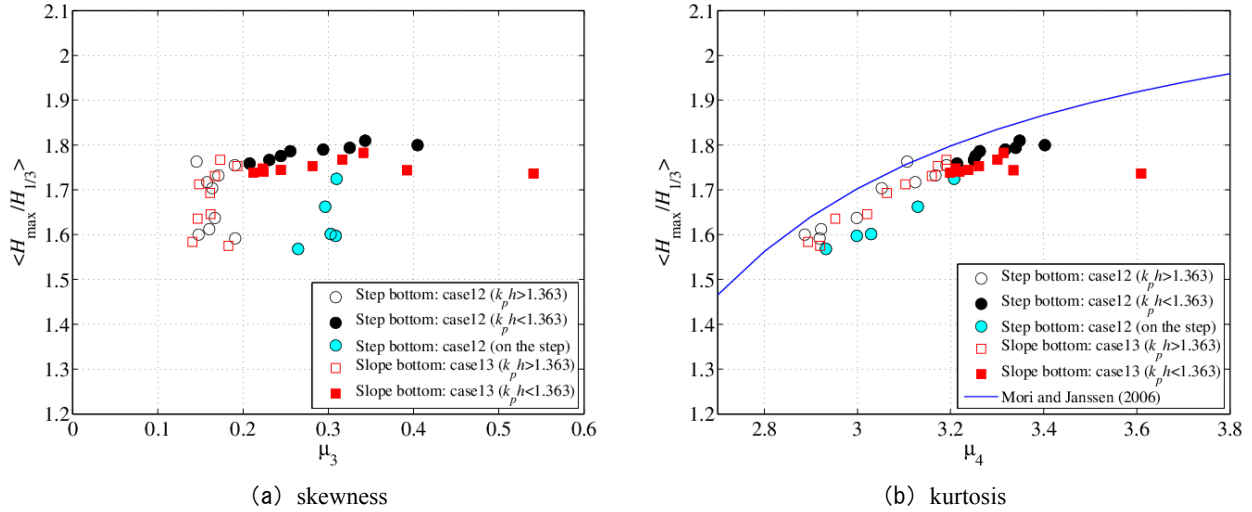 2.1
2
1.9
1.8
1.7
1.6
1.5
1.4
1.3
1.2
<H_max/H_1/3>
0 0.1 0.2 0.3 0.4 0.5 0.6
μ_3
Step bottom: case12 (k_p h>1.363)
Step bottom: case12 (k_p h<1.363)
Step bottom: case12 (on the step)
Slope bottom: case13 (k_p h>1.363)
Slope bottom: case13 (k_p h<1.363)
(a) skewness
2.1
2
1.9
1.8
1.7
1.6
1.5
1.4
1.3
1.2
<H_max/H_1/3>
2.8 3 3.2 3.4 3.6 3.8
μ_4
Step bottom: case12 (k_p h>1.363)
Step bottom: case12 (k_p h<1.363)
Step bottom: case12 (on the step)
Slope bottom: case13 (k_p h>1.363)
Slope bottom: case13 (k_p h<1.363)
Mori and Janssen (2006)
(b) kurtosis